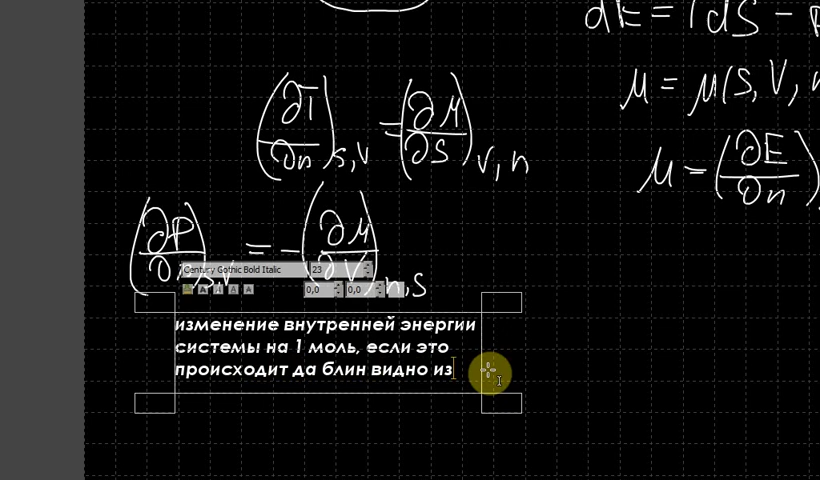 dE = TdS - P
μ = μ(S, V, n
(∂T/∂n)S,V = (∂μ/∂S)V,n
μ = (∂E/∂n)
(∂P/∂n)S,V = -(∂μ/∂V)n,S
Century Gothic Bold Italic 23
A A A A A 0,0 0,0
изменение внутренней энергии
системы на 1 моль, если это
происходит да блин видно из